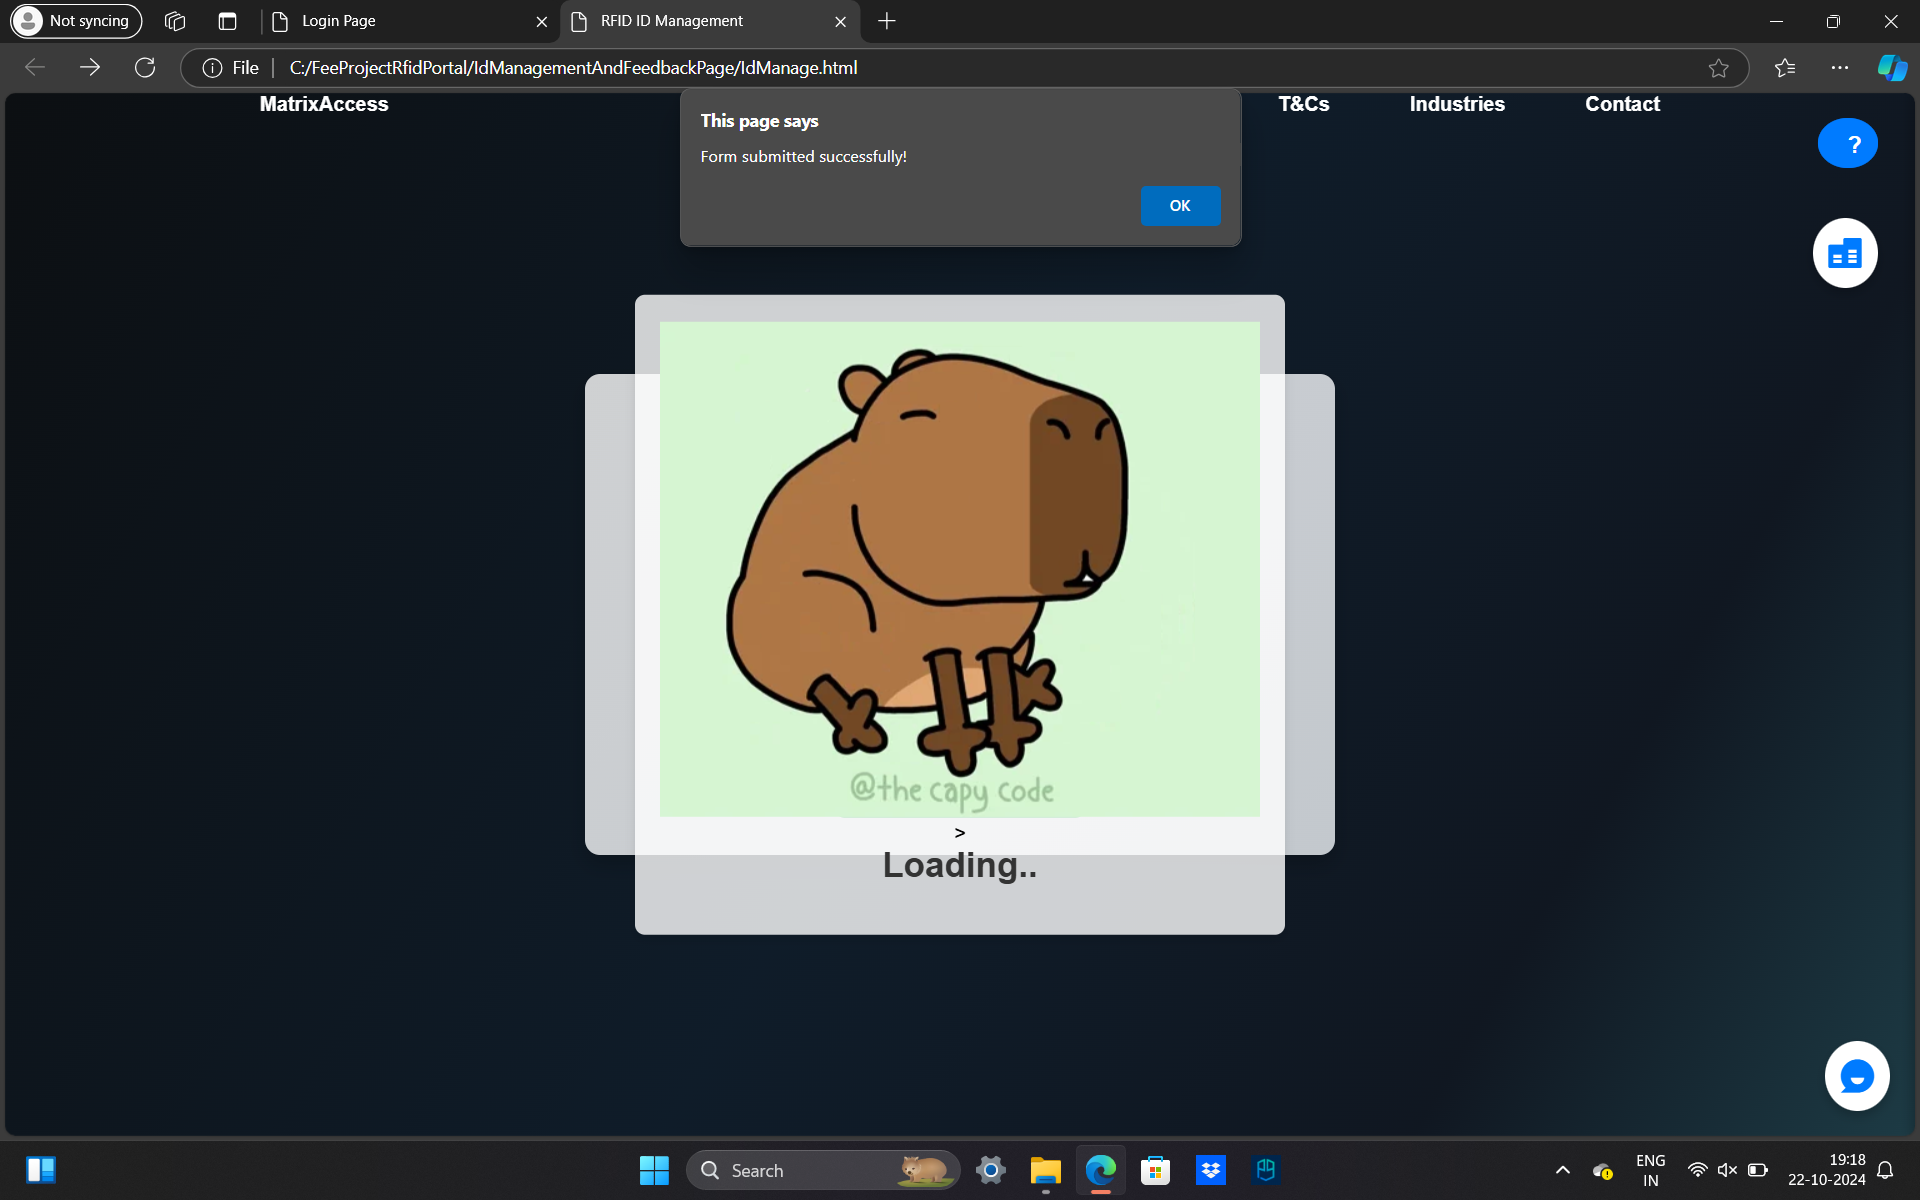 Not syncing
Login Page
RFID ID Management
File
C:/FeeProjectRfidPortal/IdManagementAndFeedbackPage/IdManage.html
MatrixAccess
T&Cs
Industries
Contact
This page says
Form submitted successfully!
OK
?
@the capy code
>
Loading..
Search
ENG
IN
19:18
22-10-2024